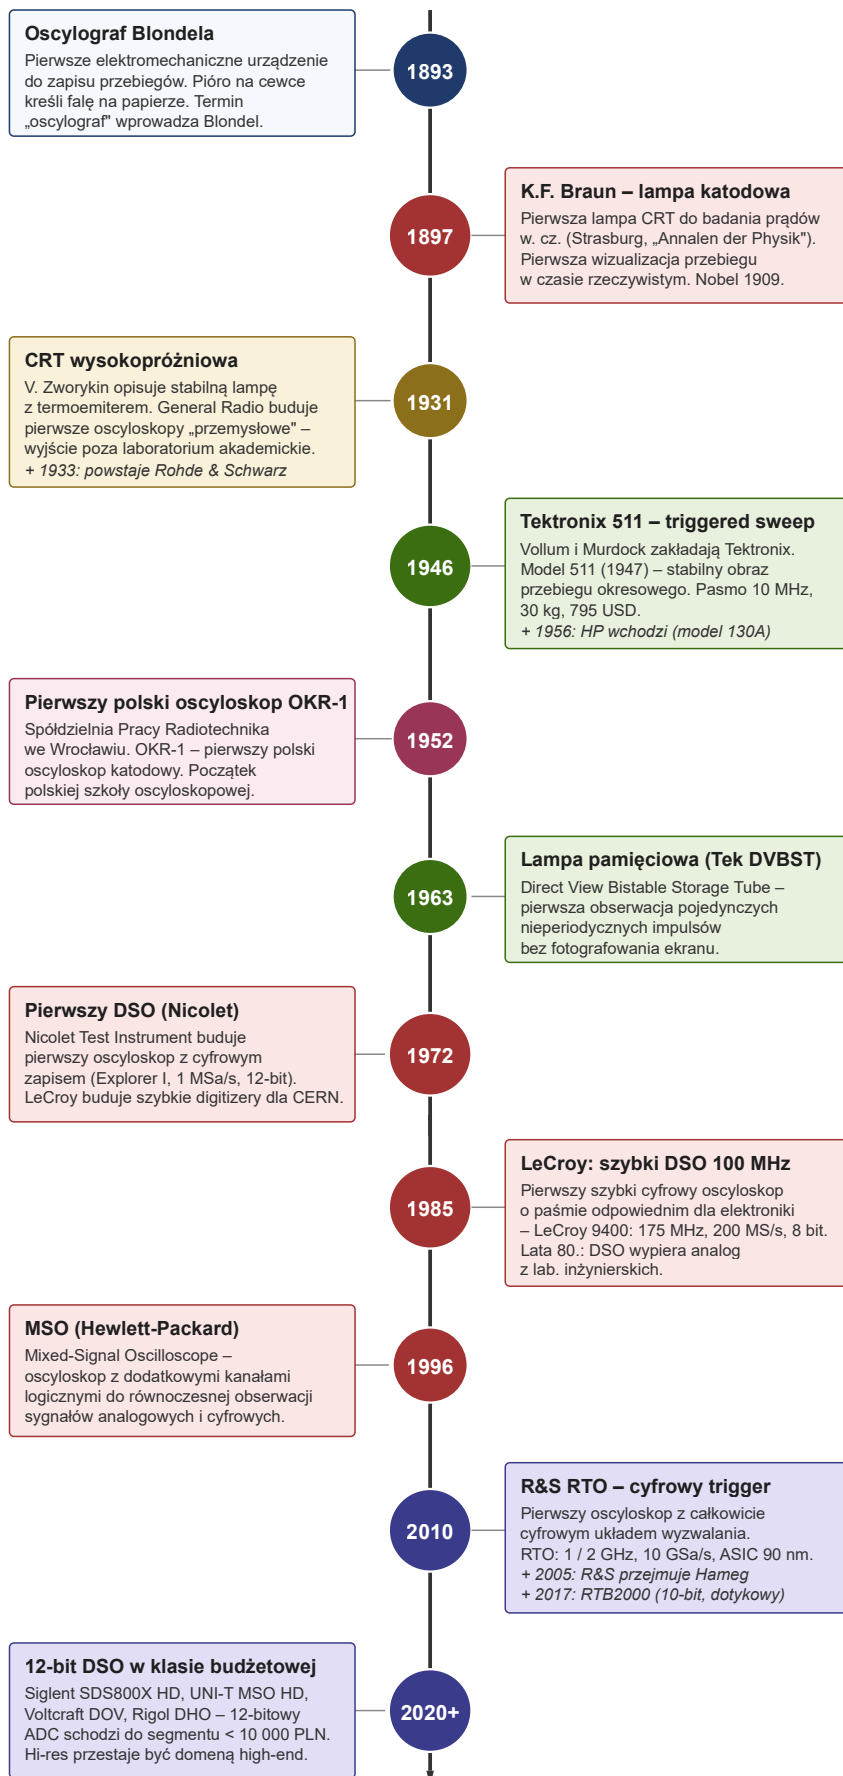 Oscylograf Blondela
Pierwsze elektromechaniczne urządzenie
do zapisu przebiegów. Pióro na cewce
kreśli falę na papierze. Termin
„oscylograf" wprowadza Blondel.
1893
K.F. Braun – lampa katodowa
Pierwsza lampa CRT do badania prądów
w. cz. (Strasburg, „Annalen der Physik").
Pierwsza wizualizacja przebiegu
w czasie rzeczywistym. Nobel 1909.
1897
CRT wysokopróżniowa
V. Zworykin opisuje stabilną lampę
z termoemiterem. General Radio buduje
pierwsze oscyloskopy „przemysłowe" –
wyjście poza laboratorium akademickie.
+ 1933: powstaje Rohde & Schwarz
1931
Tektronix 511 – triggered sweep
Vollum i Murdock zakładają Tektronix.
Model 511 (1947) – stabilny obraz
przebiegu okresowego. Pasmo 10 MHz,
30 kg, 795 USD.
+ 1956: HP wchodzi (model 130A)
1946
Pierwszy polski oscyloskop OKR-1
Spółdzielnia Pracy Radiotechnika
we Wrocławiu. OKR-1 – pierwszy polski
oscyloskop katodowy. Początek
polskiej szkoły oscyloskopowej.
1952
Lampa pamięciowa (Tek DVBST)
Direct View Bistable Storage Tube –
pierwsza obserwacja pojedynczych
nieperiodycznych impulsów
bez fotografowania ekranu.
1963
Pierwszy DSO (Nicolet)
Nicolet Test Instrument buduje
pierwszy oscyloskop z cyfrowym
zapisem (Explorer I, 1 MSa/s, 12-bit).
LeCroy buduje szybkie digitizery dla CERN.
1972
LeCroy: szybki DSO 100 MHz
Pierwszy szybki cyfrowy oscyloskop
o paśmie odpowiednim dla elektroniki
– LeCroy 9400: 175 MHz, 200 MS/s, 8 bit.
Lata 80.: DSO wypiera analog
z lab. inżynierskich.
1985
MSO (Hewlett-Packard)
Mixed-Signal Oscilloscope –
oscyloskop z dodatkowymi kanałami
logicznymi do równoczesnej obserwacji
sygnałów analogowych i cyfrowych.
1996
R&S RTO – cyfrowy trigger
Pierwszy oscyloskop z całkowicie
cyfrowym układem wyzwalania.
RTO: 1 / 2 GHz, 10 GSa/s, ASIC 90 nm.
+ 2005: R&S przejmuje Hameg
+ 2017: RTB2000 (10-bit, dotykowy)
2010
12-bit DSO w klasie budżetowej
Siglent SDS800X HD, UNI-T MSO HD,
Voltcraft DOV, Rigol DHO – 12-bitowy
ADC schodzi do segmentu < 10 000 PLN.
Hi-res przestaje być domeną high-end.
2020+